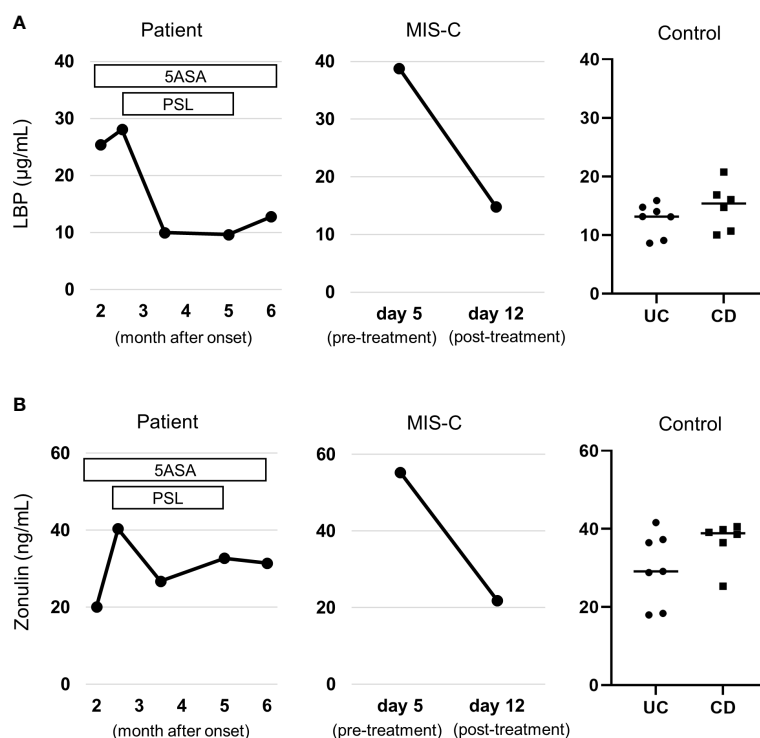 A
Patient
MIS-C
Control
LBP (µg/mL)
40
30
20
10
0
5ASA
PSL
2 3 4 5 6
(month after onset)
40
30
20
10
0
day 5 day 12
(pre-treatment) (post-treatment)
40
30
20
10
0
UC CD
B
Patient
MIS-C
Control
Zonulin (ng/mL)
60
40
20
0
5ASA
PSL
2 3 4 5 6
(month after onset)
60
40
20
0
day 5 day 12
(pre-treatment) (post-treatment)
60
40
20
0
UC CD